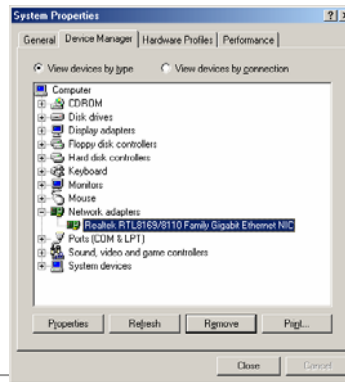 System Properties
General Device Manager Hardware Profiles Performance
View devices by type View devices by connection
Computer
CDROM
Disk drives
Display adapters
Floppy disk controllers
Hard disk controllers
Keyboard
Monitors
Mouse
Network adapters
Realtek RTL8169/8110 Family Gigabit Ethernet NIC
Ports (COM & LPT)
Sound, video and game controllers
System devices
Properties Refresh Remove Print...
Close Cancel